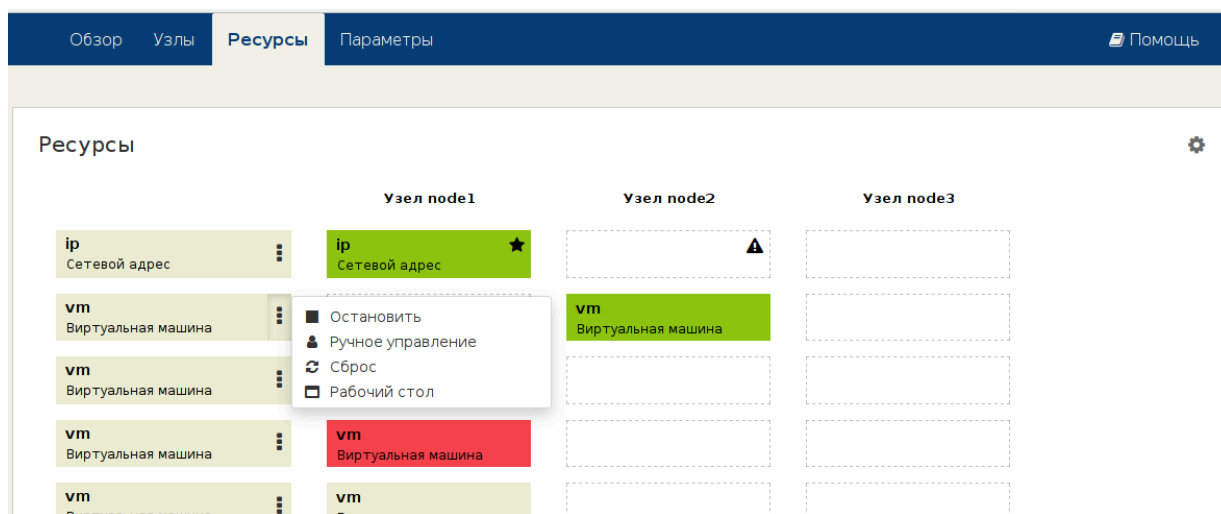 Обзор Узлы Ресурсы Параметры Помощь
Ресурсы
Узел node1 Узел node2 Узел node3
ip ip
Сетевой адрес Сетевой адрес
vm vm
Виртуальная машина Виртуальная машина
Остановить
Ручное управление
Сброс
Рабочий стол
vm
Виртуальная машина
vm vm
Виртуальная машина Виртуальная машина
vm vm